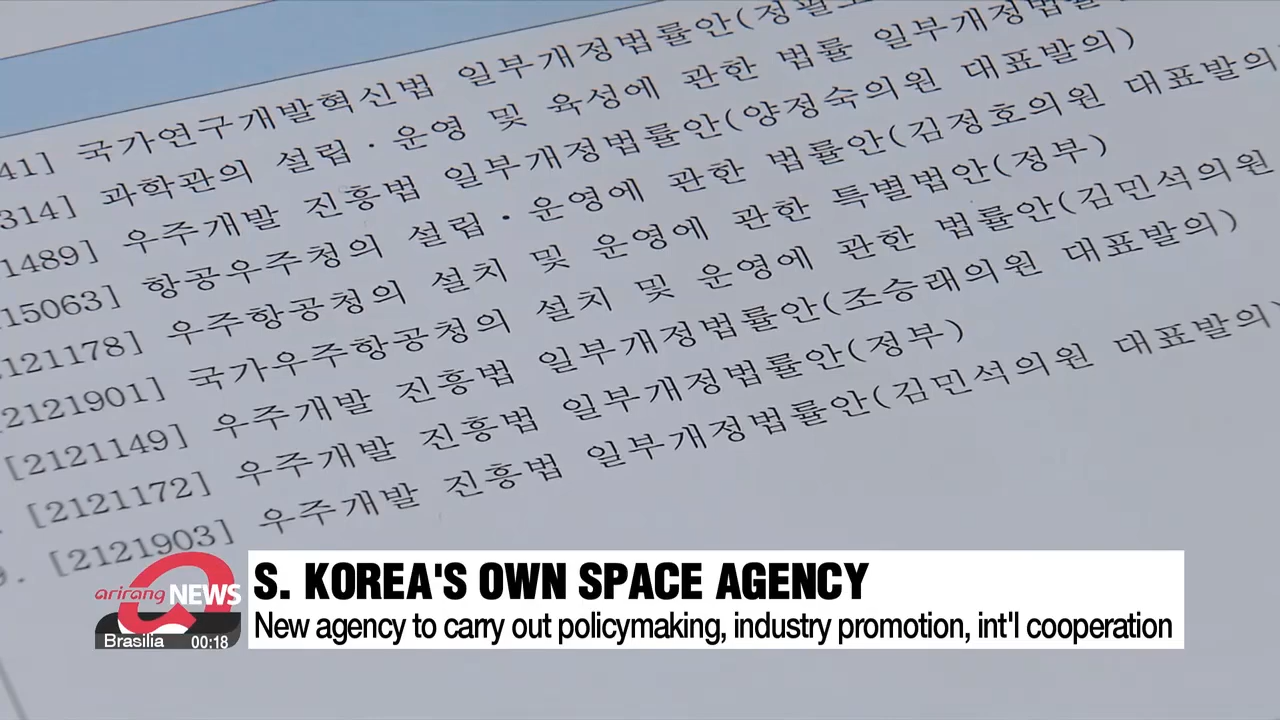 41] 국가연구개발혁신법 일부개정법률안(정필모
314] 과학관의 설립·운영 및 육성에 관한 법률 일부개정법률
1489] 우주개발 진흥법 일부개정법률안(양정숙의원 대표발의)
15063] 항공우주청의 설립·운영에 관한 법률안(김정호의원 대표발의
2121178] 우주항공청의 설치 및 운영에 관한 특별법안(정부)
2121901] 국가우주항공청의 설치 및 운영에 관한 법률안(김민석의원
[2121149] 우주개발 진흥법 일부개정법률안(조승래의원 대표발의)
. [2121172] 우주개발 진흥법 일부개정법률안(정부)
9. [2121903] 우주개발 진흥법 일부개정법률안(김민석의원 대표발의)
arirang NEWS
Brasilia 00:18
S. KOREA'S OWN SPACE AGENCY
New agency to carry out policymaking, industry promotion, int'l cooperation